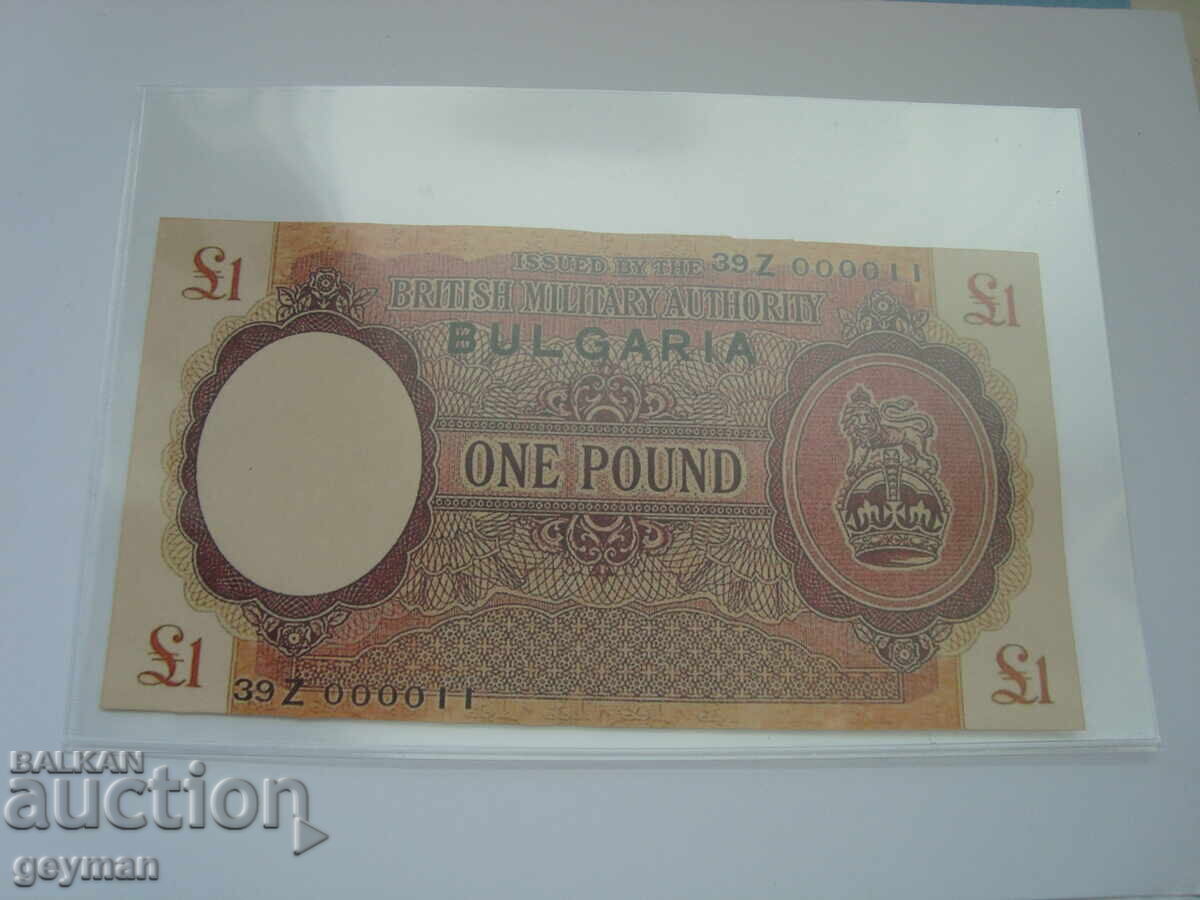 £1
ISSUED BY THE 39 Z 000011
BRITISH MILITARY AUTHORITY
£1
BULGARIA
ONE POUND
£1
39 Z 000011
£1
BALKAN
auction
geyman